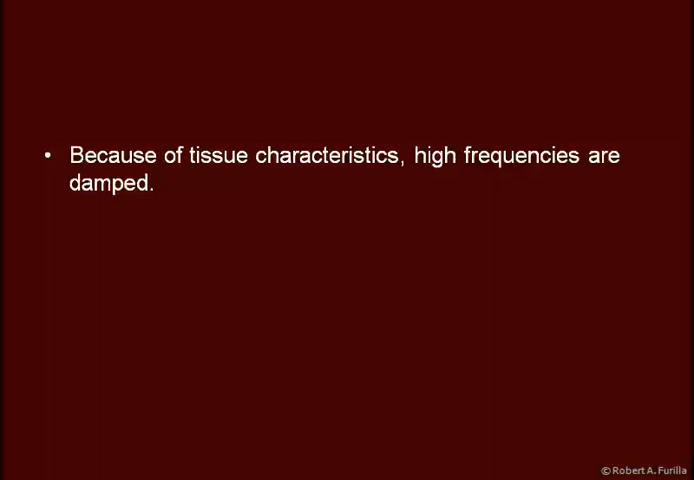 • Because of tissue characteristics, high frequencies are
damped.
© Robert A. Furilla